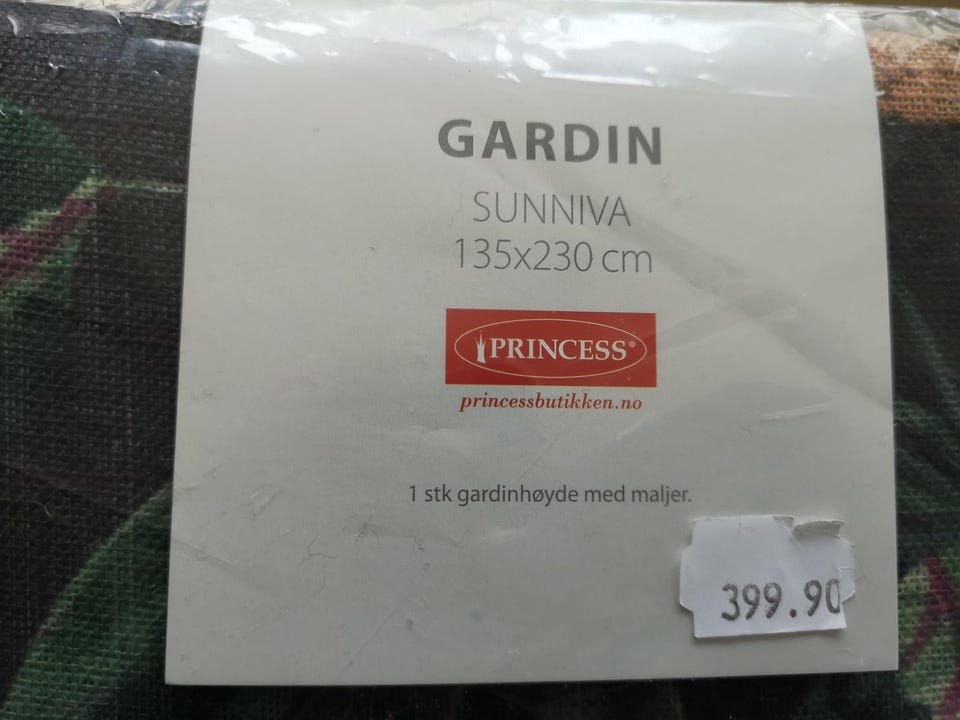 GARDIN
SUNNIVA
135x230 cm
PRINCESS®
princessbutikken.no
1 stk gardinhøyde med maljer.
399.90